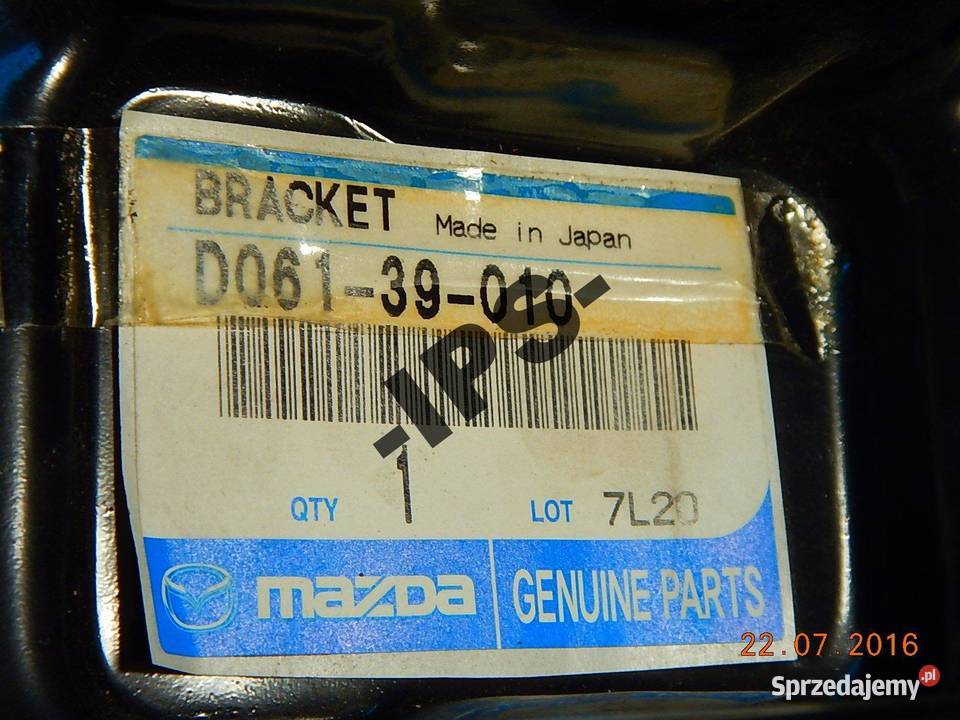 BRACKET Made in Japan
D061-39-010
-IPS-
QTY 1 LOT 7L20
mazda GENUINE PARTS
22.07.2016
Sprzedajemy.pl